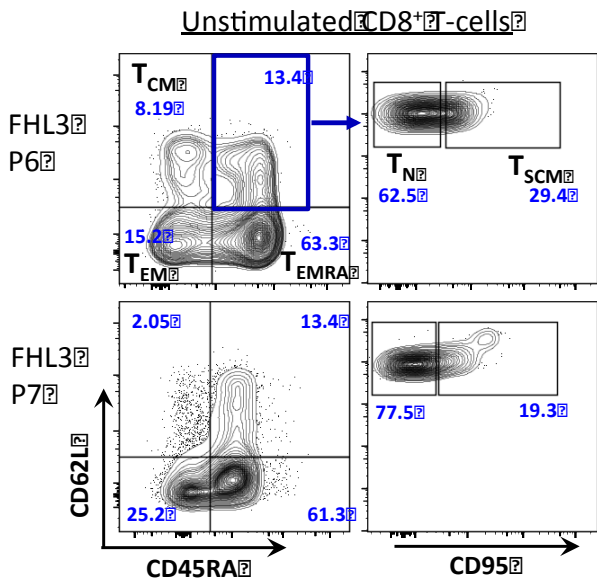 Unstimulated CD8+ T-cells
FHL3
P6
TCM
8.19
13.4
15.2
TEM
63.3
TEMRA
TN
62.5
TSCM
29.4
FHL3
P7
2.05
13.4
25.2
61.3
77.5
19.3
CD62L
CD45RA
CD95